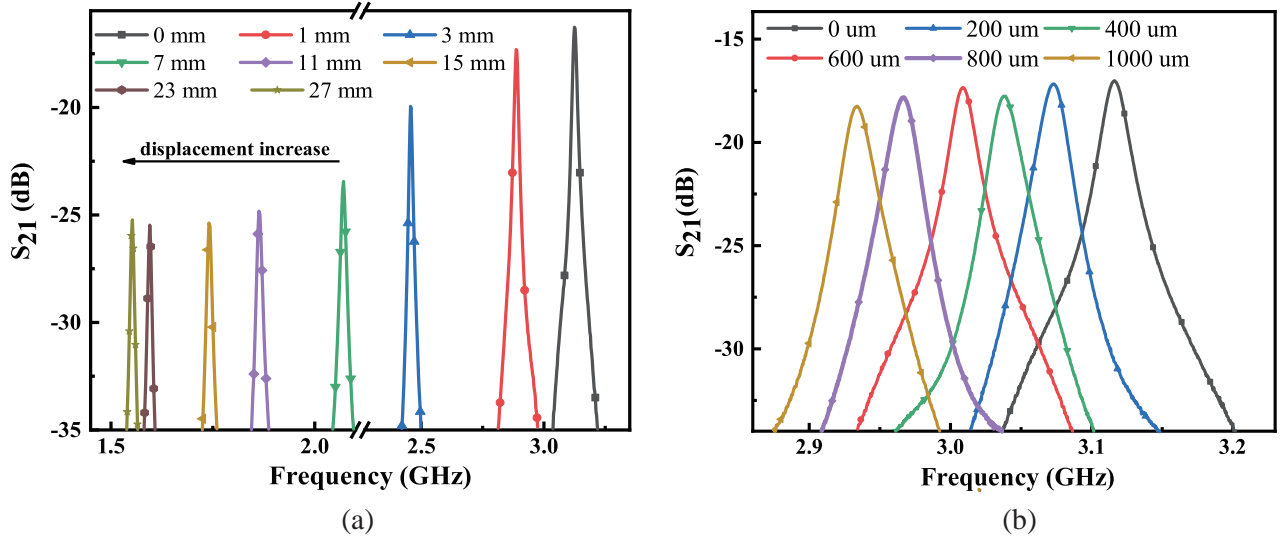 0 mm 1 mm 3 mm
7 mm 11 mm 15 mm
23 mm 27 mm
displacement increase
-20
-25
-30
-35
S21 (dB)
1.5 2.0 2.5 3.0
Frequency (GHz)
(a)
0 um 200 um 400 um
600 um 800 um 1000 um
-15
-20
-25
-30
S21(dB)
2.9 3.0 3.1 3.2
Frequency (GHz)
(b)